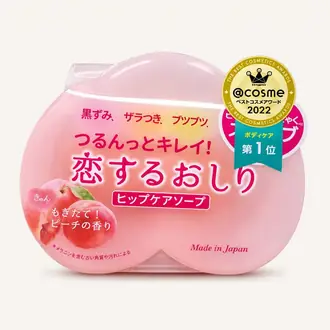 @cosme
ベストコスメアワード
2022
ボディケア
第1位
黒ずみ、ザラつき、ブツブツ、
つるんっとキレイ!
恋するおしり
ヒップケアソープ
きゅん♪
もぎたて!
ピーチの香り
Made in Japan